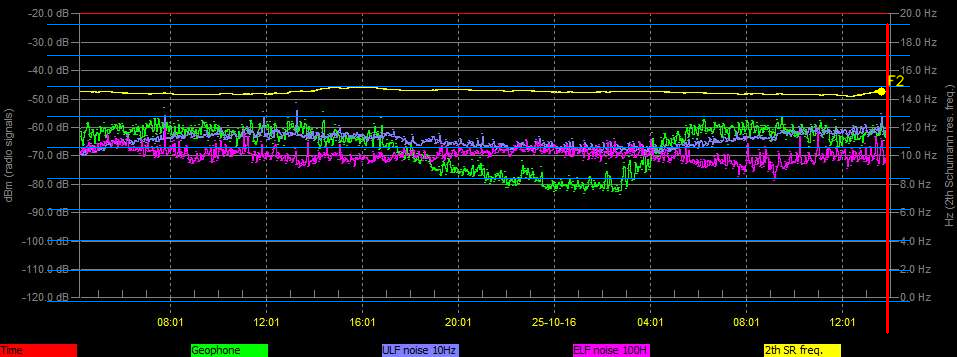 -20.0 dB 20.0 Hz
-30.0 dB 18.0 Hz
-40.0 dB 16.0 Hz
F2
-50.0 dB 14.0 Hz
-60.0 dB 12.0 Hz
-70.0 dB 10.0 Hz
-80.0 dB 8.0 Hz
-90.0 dB 6.0 Hz
-100.0 dB 4.0 Hz
-110.0 dB 2.0 Hz
-120.0 dB 0.0 Hz
dBm (radio signals)
Hz (2th Schumann res. freq.)
08:01 12:01 16:01 20:01 25-10-16 04:01 08:01 12:01
Time Geophone ULF noise 10Hz ELF noise 100H 2th SR freq.